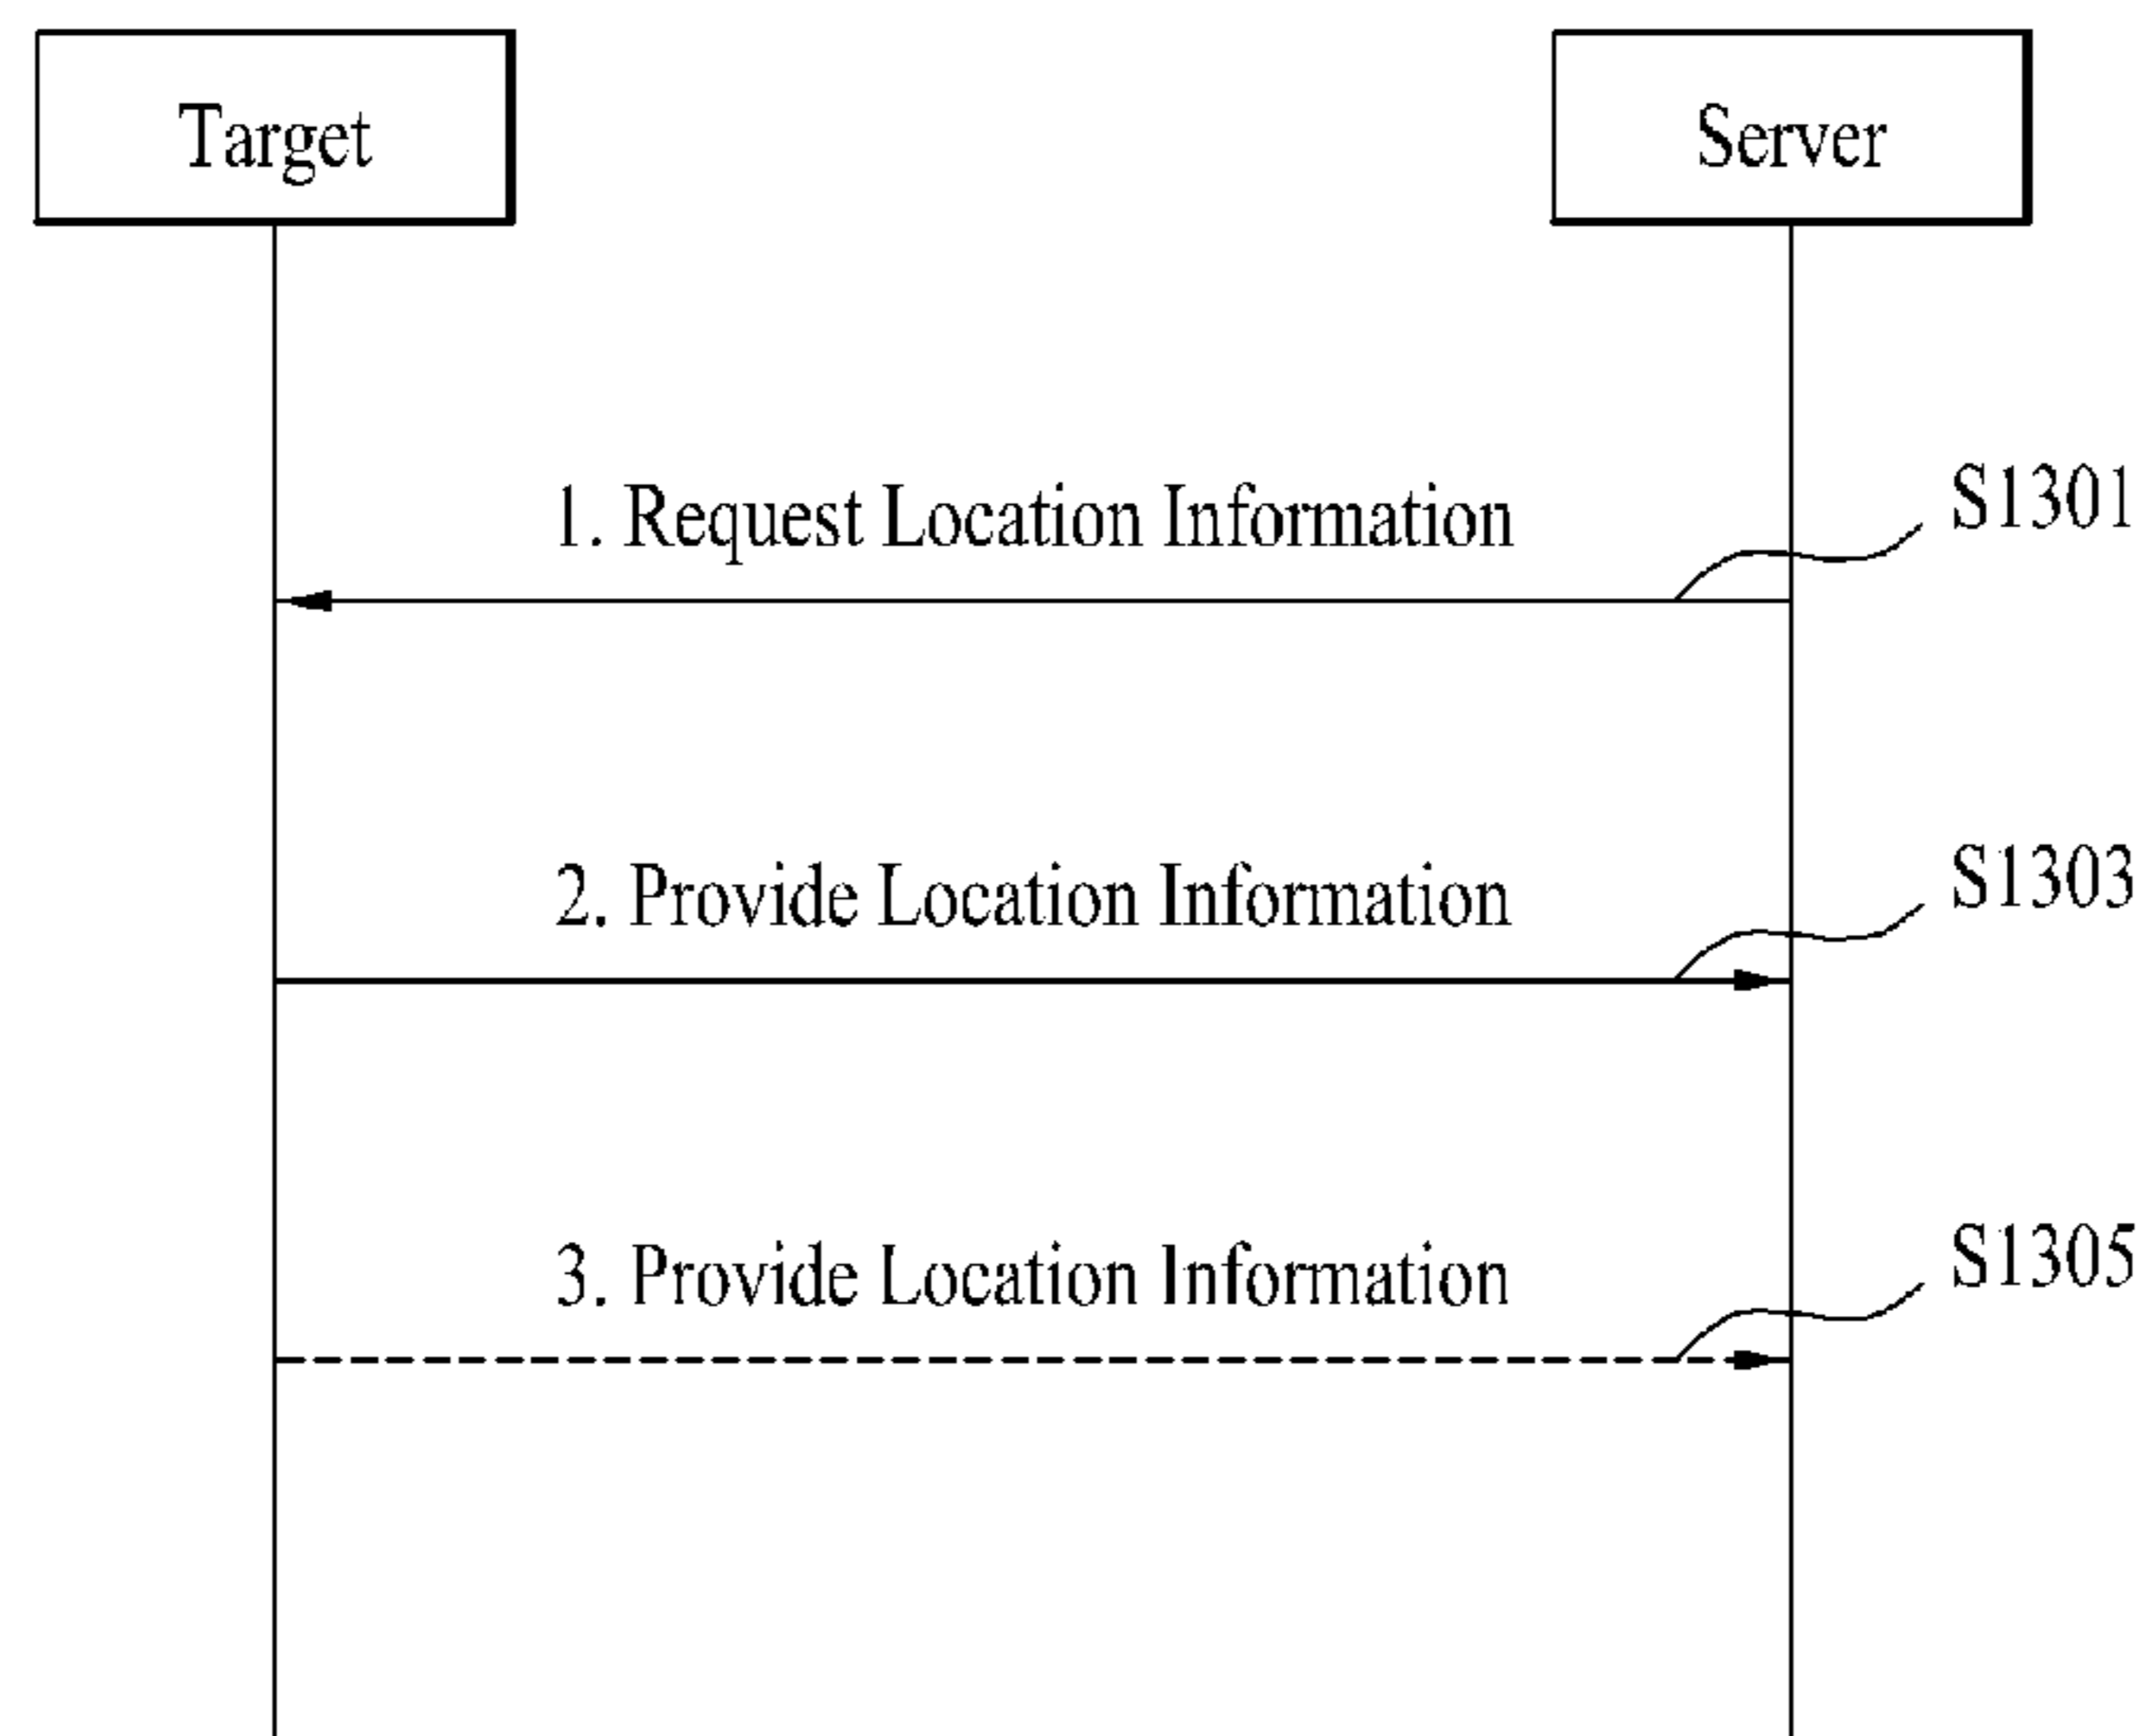 Target
Server
1. Request Location Information
S1301
2. Provide Location Information
S1303
3. Provide Location Information
S1305